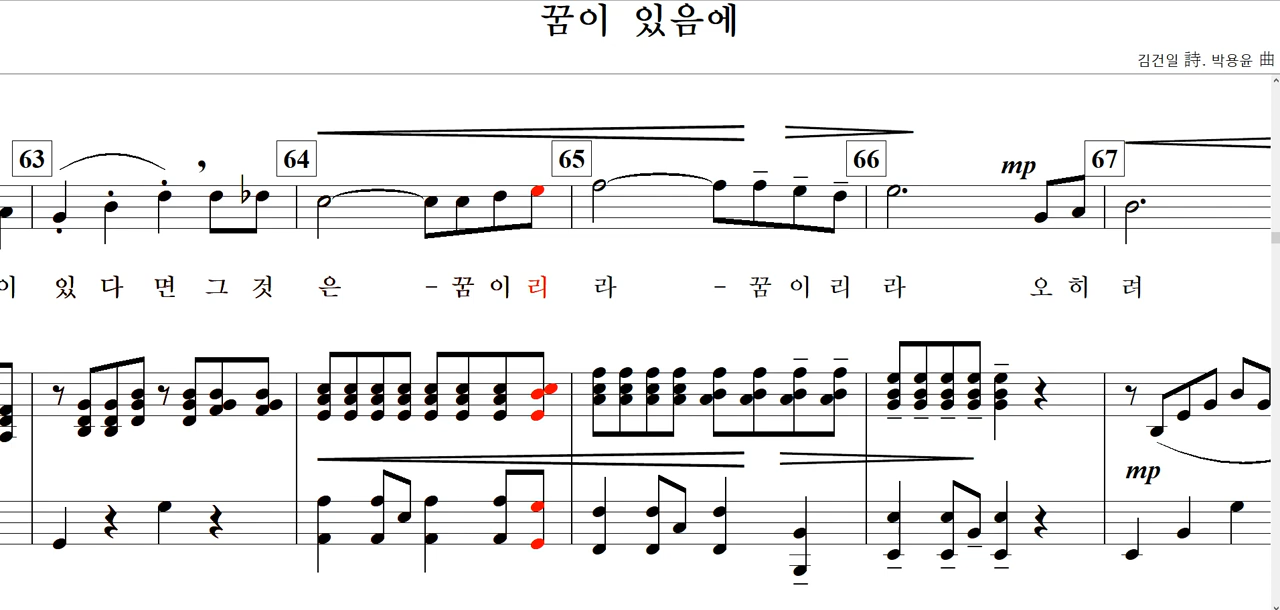 꿈이 있음에
김건일 詩. 박용윤 曲
63 64 65 66 mp 67
이 있 다 면 그 것 은 - 꿈 이 리 라 - 꿈 이 리 라 오 히 려
mp